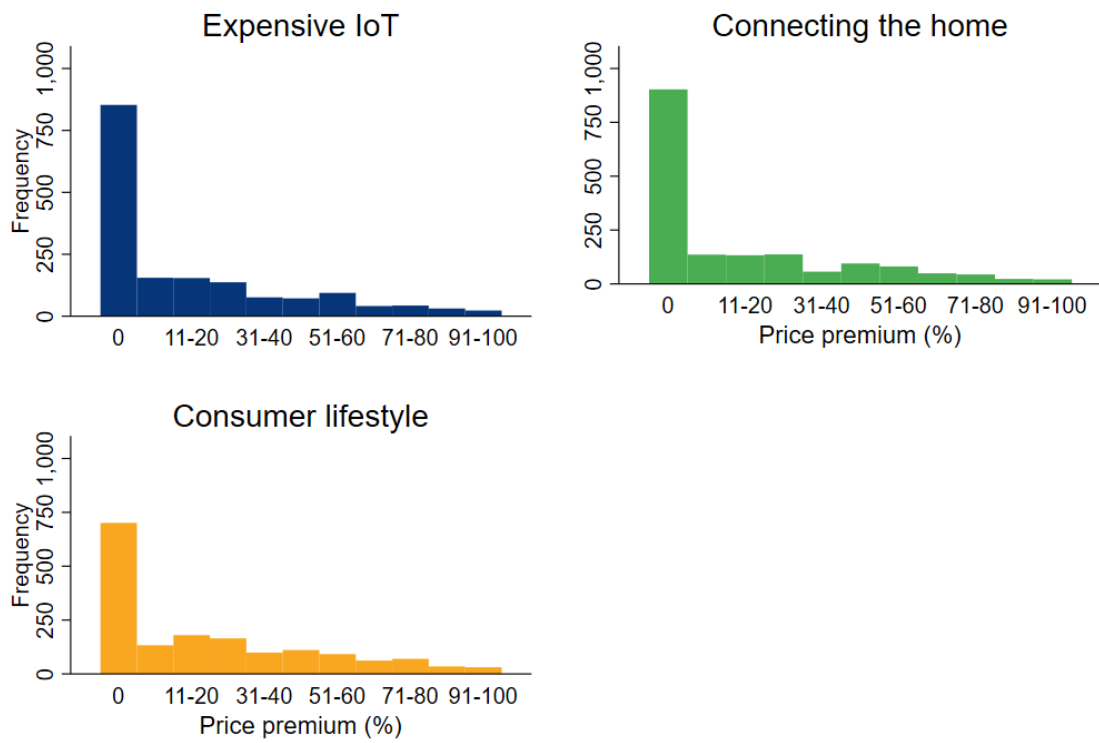 Expensive IoT
Frequency
1,000
750
500
250
0
0 11-20 31-40 51-60 71-80 91-100
Connecting the home
1,000
750
500
250
0
0 11-20 31-40 51-60 71-80 91-100
Price premium (%)
Consumer lifestyle
Frequency
1,000
750
500
250
0
0 11-20 31-40 51-60 71-80 91-100
Price premium (%)